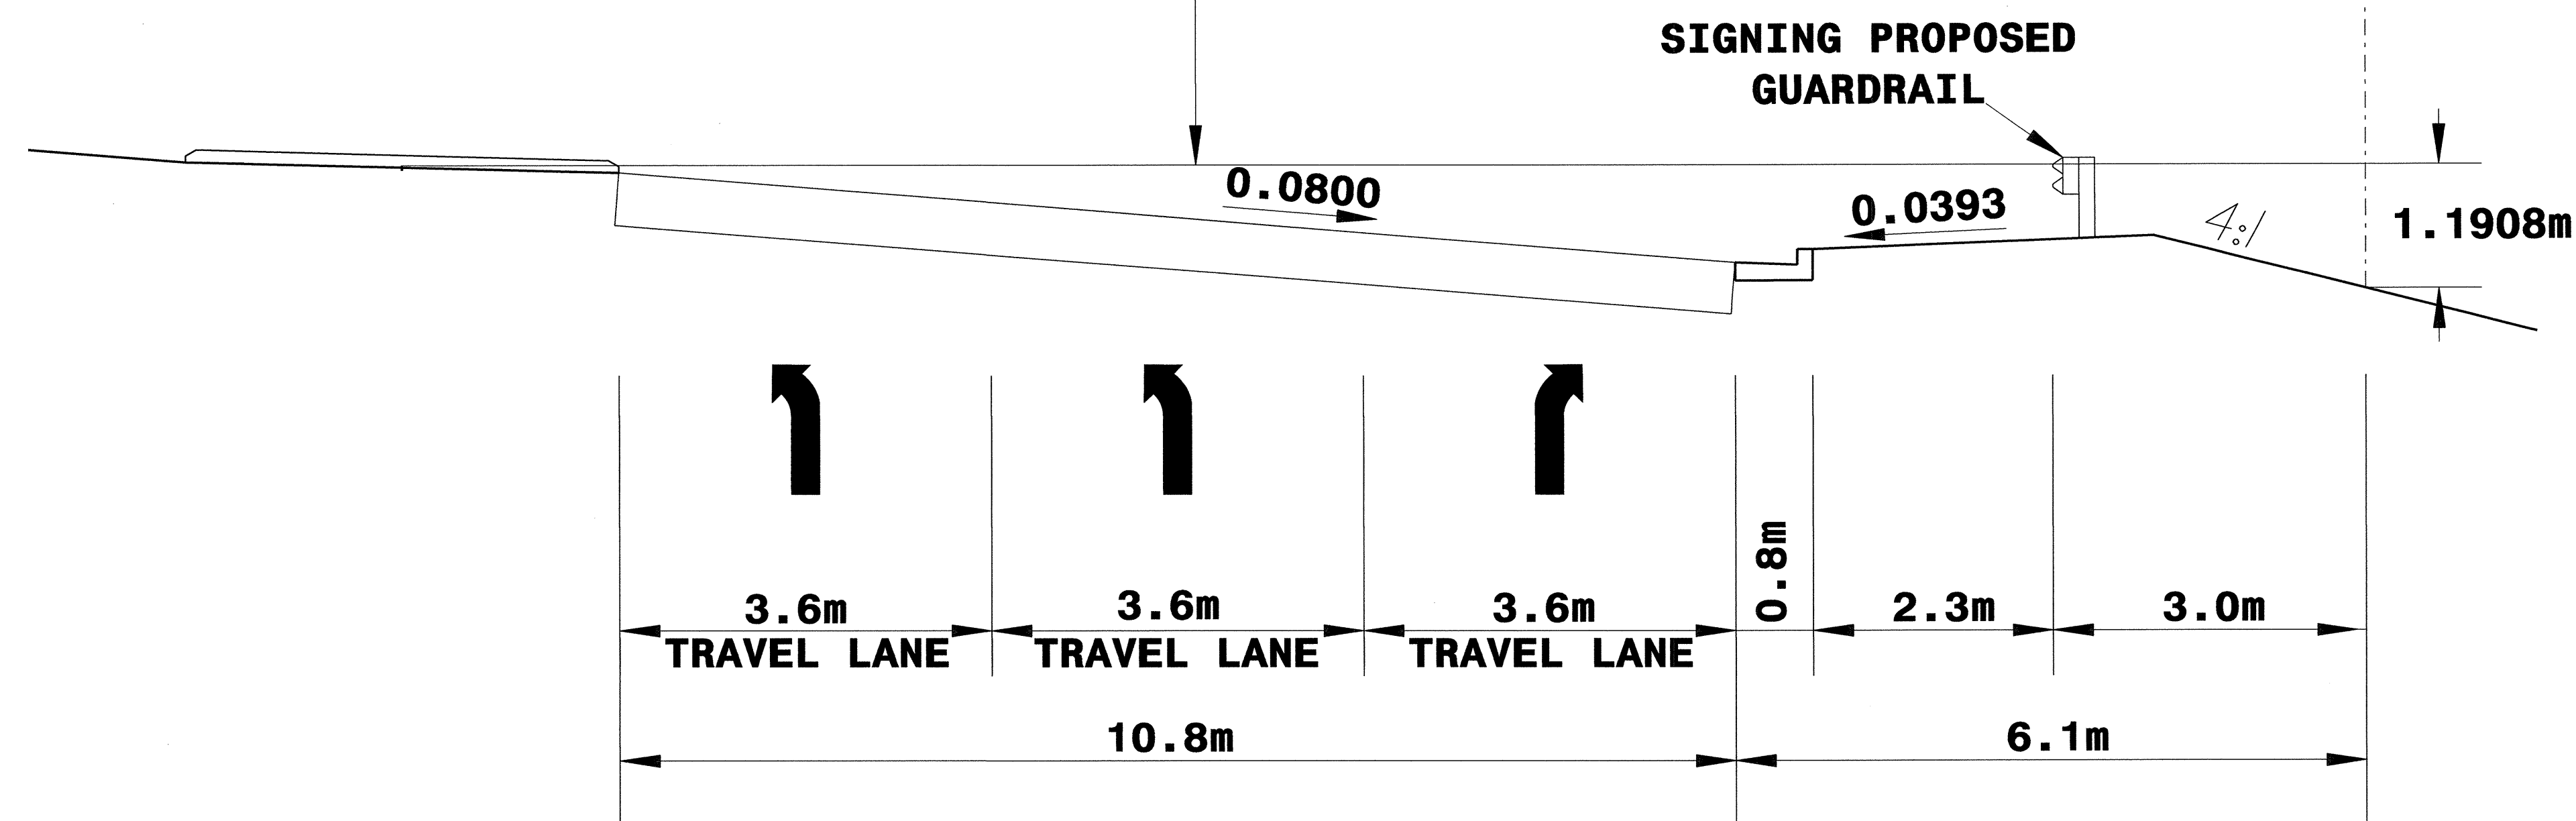 SIGNING PROPOSED
GUARDRAIL
0.0800
0.0393
4:1
1.1908m
3.6m
TRAVEL LANE
3.6m
TRAVEL LANE
3.6m
TRAVEL LANE
0.8m
2.3m
3.0m
10.8m
6.1m